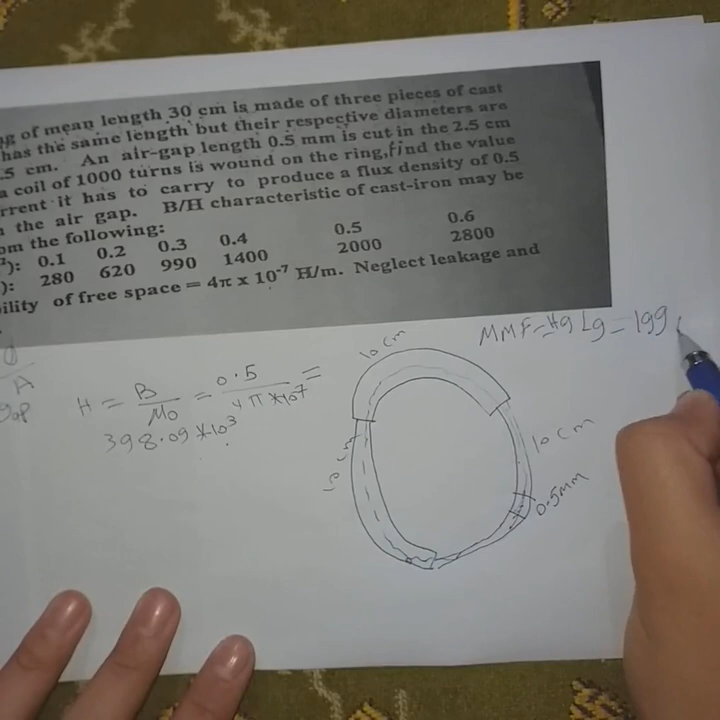 g of mean length 30 cm is made of three pieces of cast
has the same length but their respective diameters are
.5 cm. An air-gap length 0.5 mm is cut in the 2.5 cm
a coil of 1000 turns is wound on the ring, find the value
rrent it has to carry to produce a flux density of 0.5
the air gap. B/H characteristic of cast-iron may be
om the following:
²): 0.1 0.2 0.3 0.4 0.5 0.6
): 280 620 990 1400 2000 2800
ility of free space = 4π x 10⁻⁷ H/m. Neglect leakage and
MMF = Hg Lg = 199
10 cm
A
gap
H = B/M0 = 0.5/4π*10⁷ =
398.09*10³
10 cm
10 cm
0.5MM